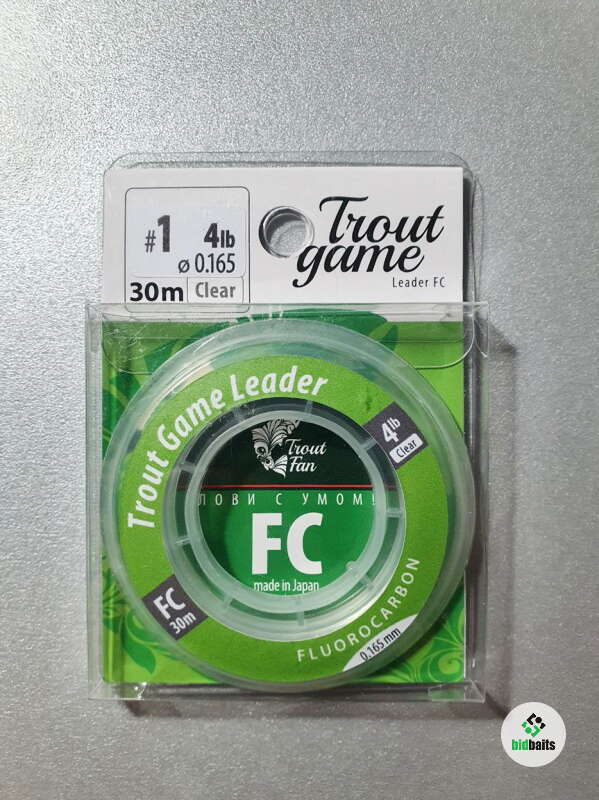 #1 4lb
ø 0.165
30m Clear
Trout
game
Leader FC
Trout Game Leader
4lb
Clear
Trout
Fan
ЛОВИ С УМОМ!
FC
made in Japan
FC
30m
FLUOROCARBON
0.165mm
bidbaits